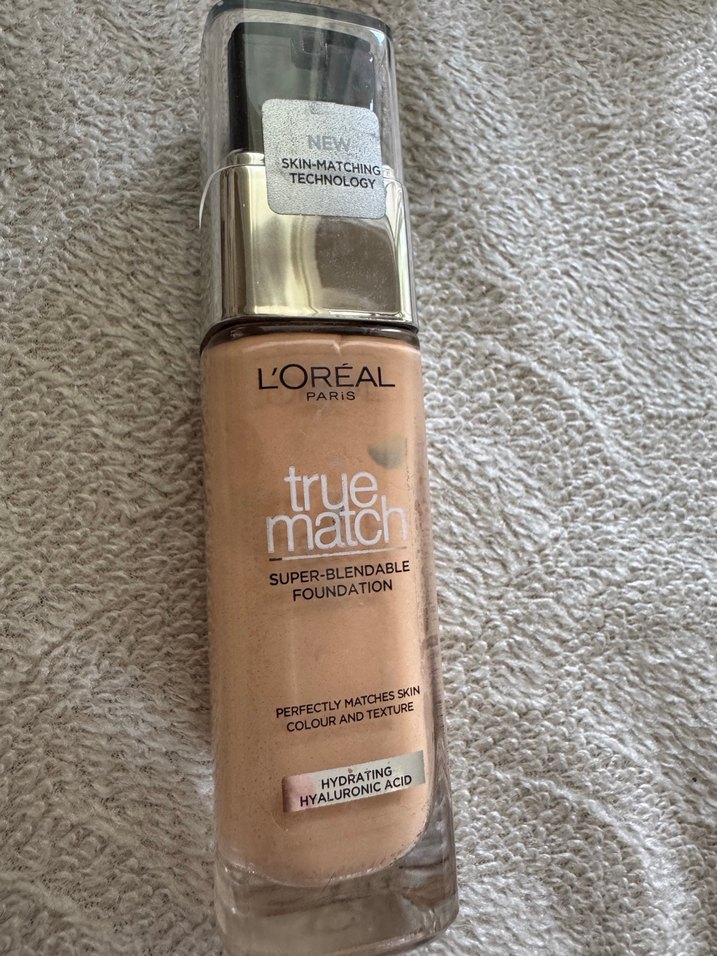 NEW
SKIN-MATCHING
TECHNOLOGY
L'ORÉAL
PARiS
true
match
SUPER-BLENDABLE
FOUNDATION
PERFECTLY MATCHES SKIN
COLOUR AND TEXTURE
HYDRATING
HYALURONIC ACID